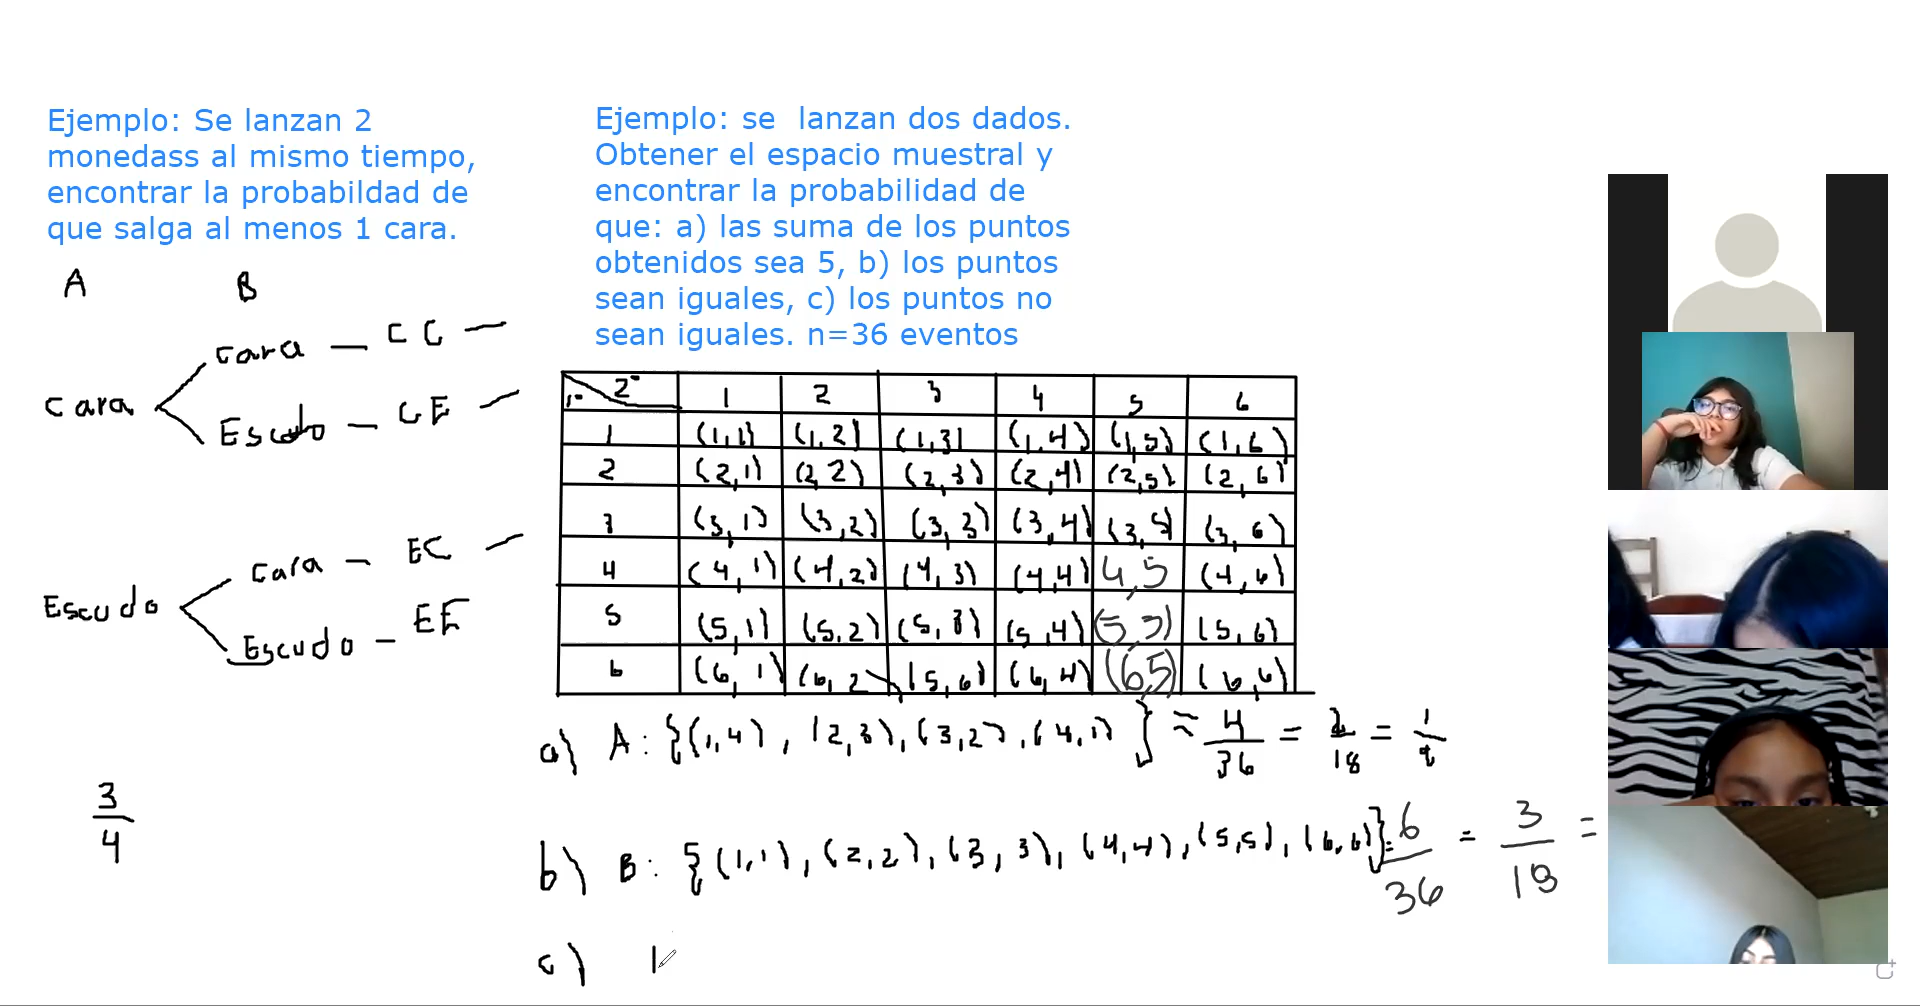 Ejemplo: Se lanzan 2
monedass al mismo tiempo,
encontrar la probabildad de
que salga al menos 1 cara.
A B
cara — CC —
cara
Escudo — CE —
cara — EC —
Escudo
Escudo — EE
3
4
Ejemplo: se lanzan dos dados.
Obtener el espacio muestral y
encontrar la probabilidad de
que: a) las suma de los puntos
obtenidos sea 5, b) los puntos
sean iguales, c) los puntos no
sean iguales. n=36 eventos
1º 2º 1 2 3 4 5 6
1 (1,1) (1,2) (1,3) (1,4) (1,5) (1,6)
2 (2,1) (2,2) (2,3) (2,4) (2,5) (2,6)
3 (3,1) (3,2) (3,3) (3,4) (3,5) (3,6)
4 (4,1) (4,2) (4,3) (4,4) 4,5 (4,6)
5 (5,1) (5,2) (5,3) (5,4) (5,5) (5,6)
6 (6,1) (6,2 (5,6) (6,4) (6,5) (6,6)
a) A: {(1,4), (2,3), (3,2), (4,1)} = 4/36 = 2/18 = 1/9
b) B: {(1,1), (2,2), (3,3), (4,4), (5,5), (6,6)} = 6/36 = 3/18 =
c) 1